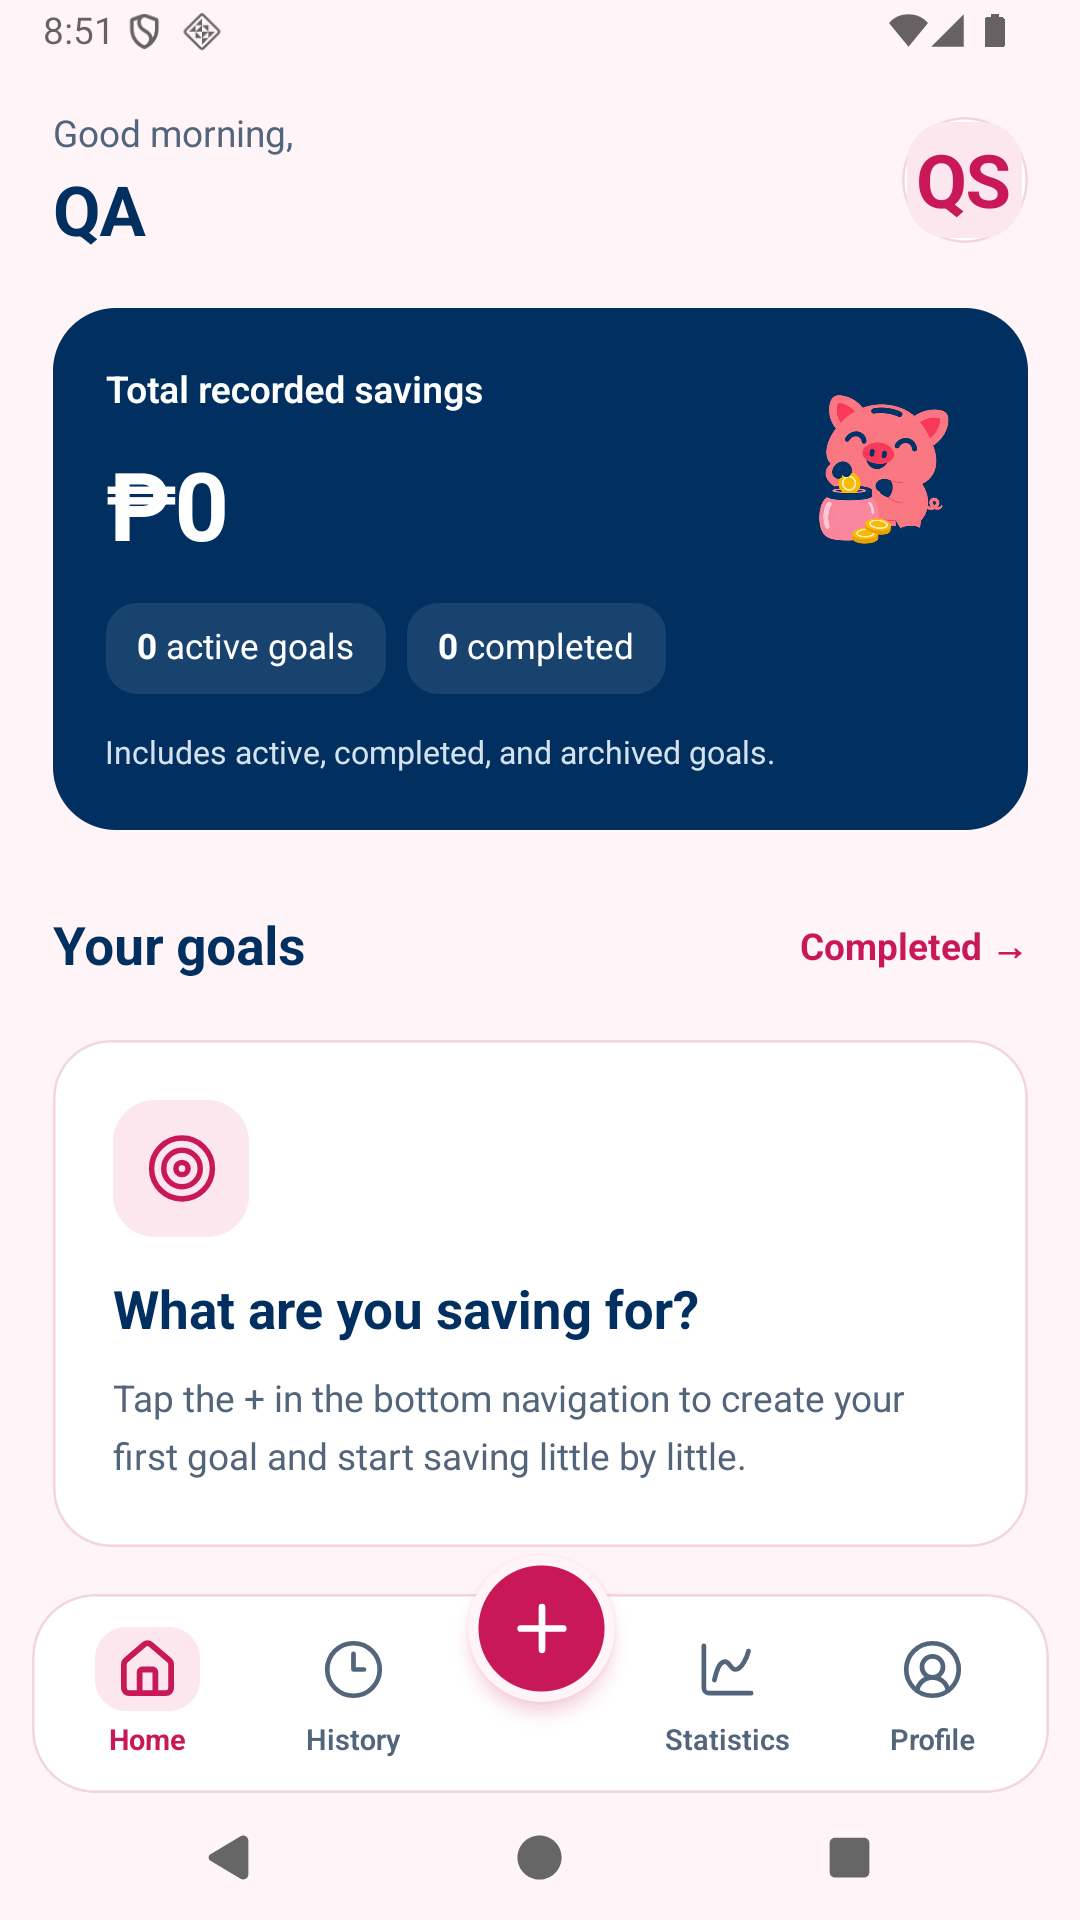 8:51
Good morning,
QA
QS
Total recorded savings
₱0
0 active goals
0 completed
Includes active, completed, and archived goals.
Your goals
Completed →
What are you saving for?
Tap the + in the bottom navigation to create your
first goal and start saving little by little.
Home
History
Statistics
Profile